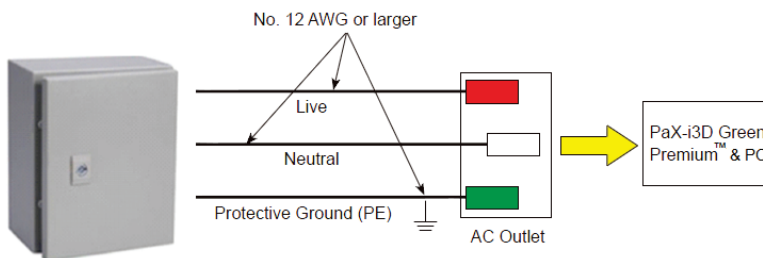 No. 12 AWG or larger
Live
Neutral
Protective Ground (PE)
AC Outlet
PaX-i3D Green
Premium™ & PC